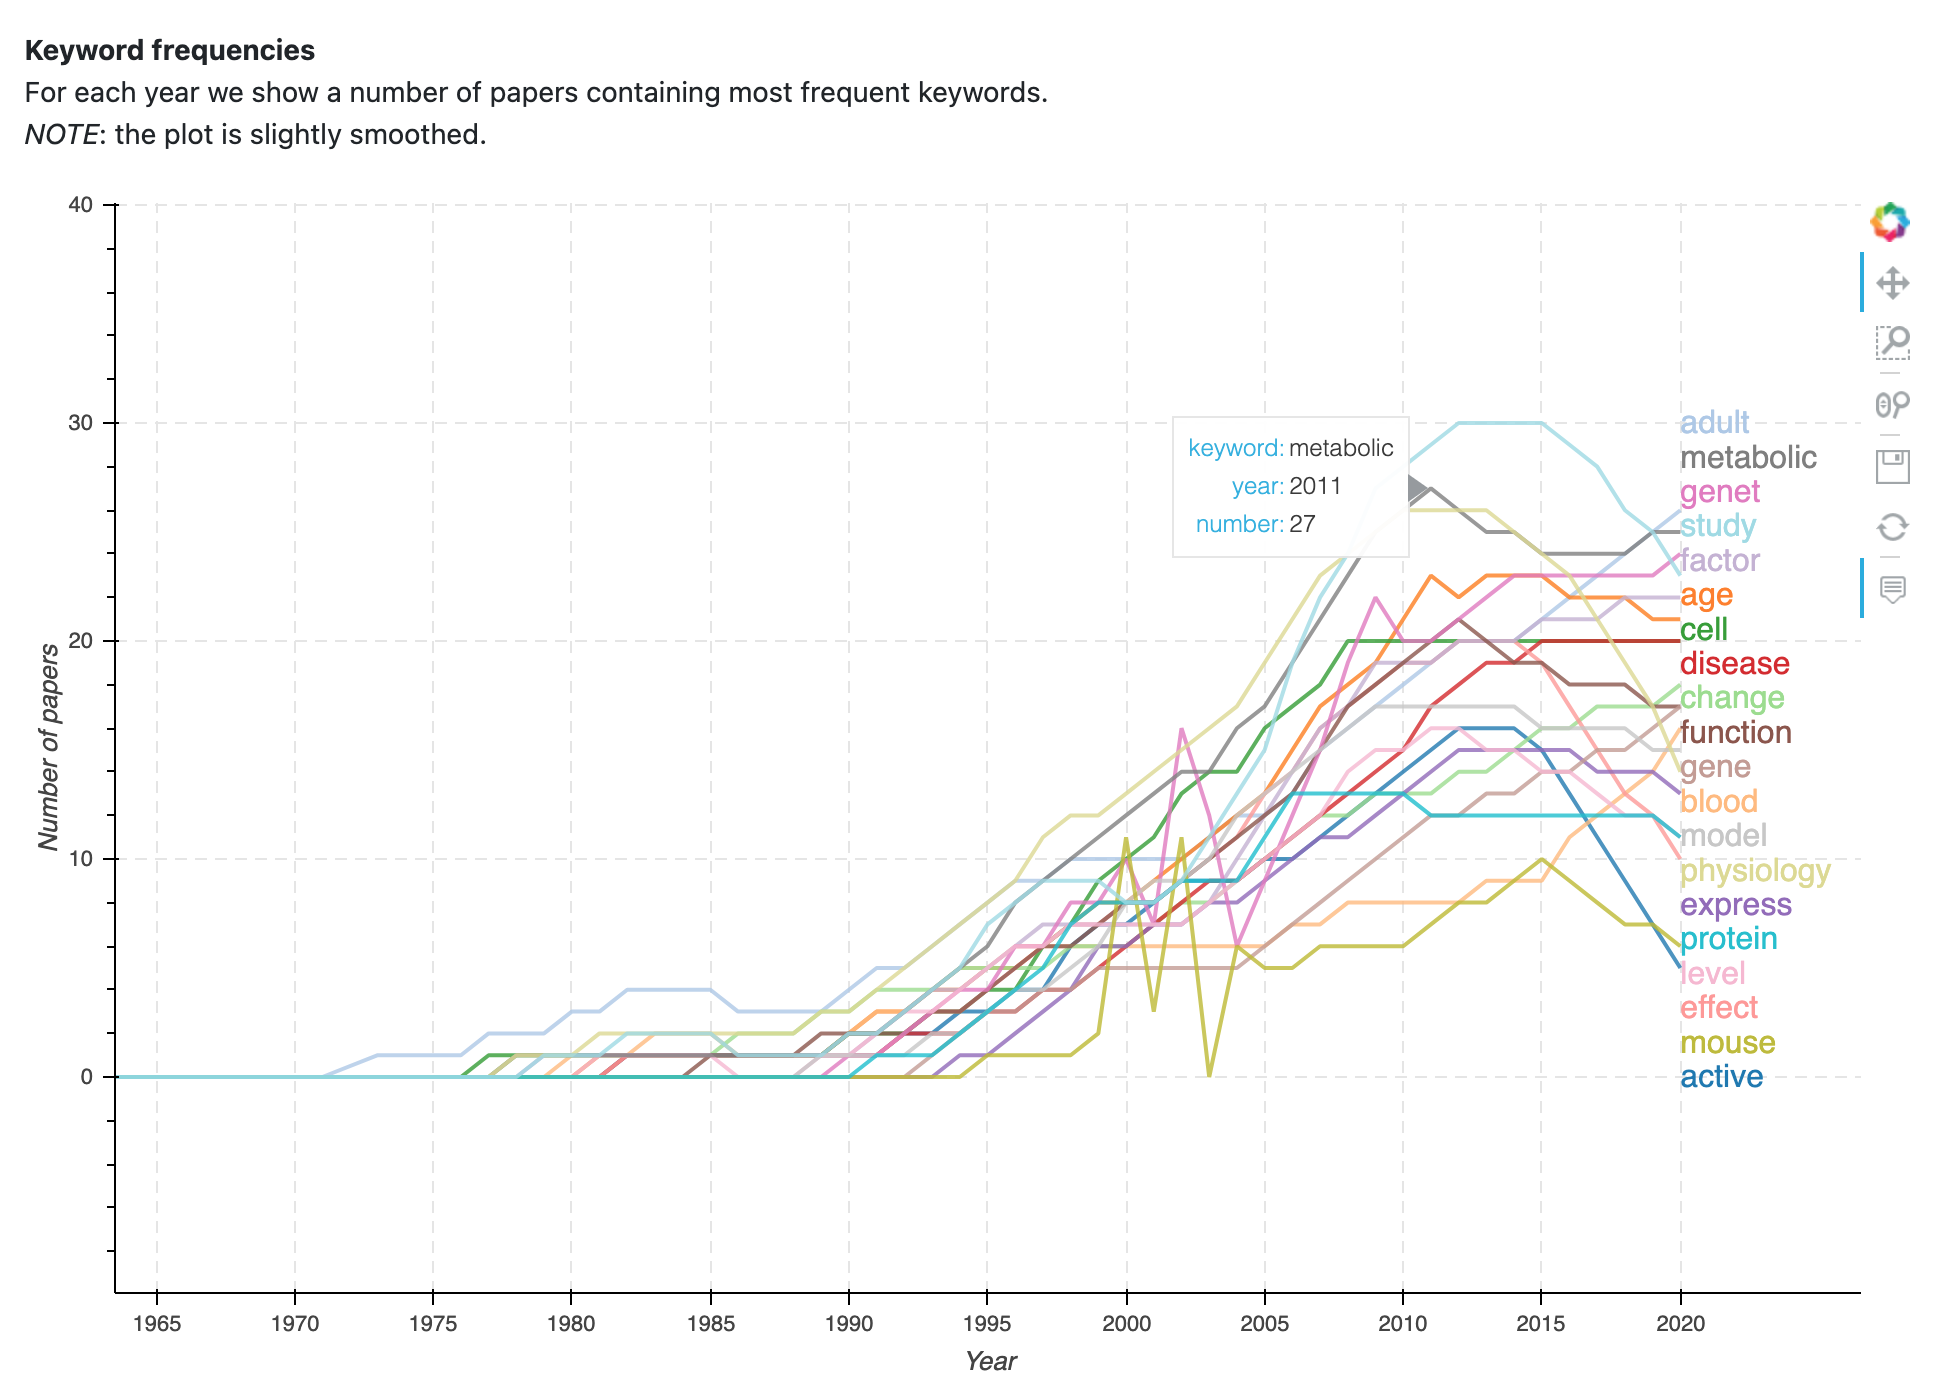 Keyword frequencies
For each year we show a number of papers containing most frequent keywords.
NOTE: the plot is slightly smoothed.
40
30
20
10
0
Number of papers
keyword: metabolic
year: 2011
number: 27
adult
metabolic
genet
study
factor
age
cell
disease
change
function
gene
blood
model
physiology
express
protein
level
effect
mouse
active
1965 1970 1975 1980 1985 1990 1995 2000 2005 2010 2015 2020
Year